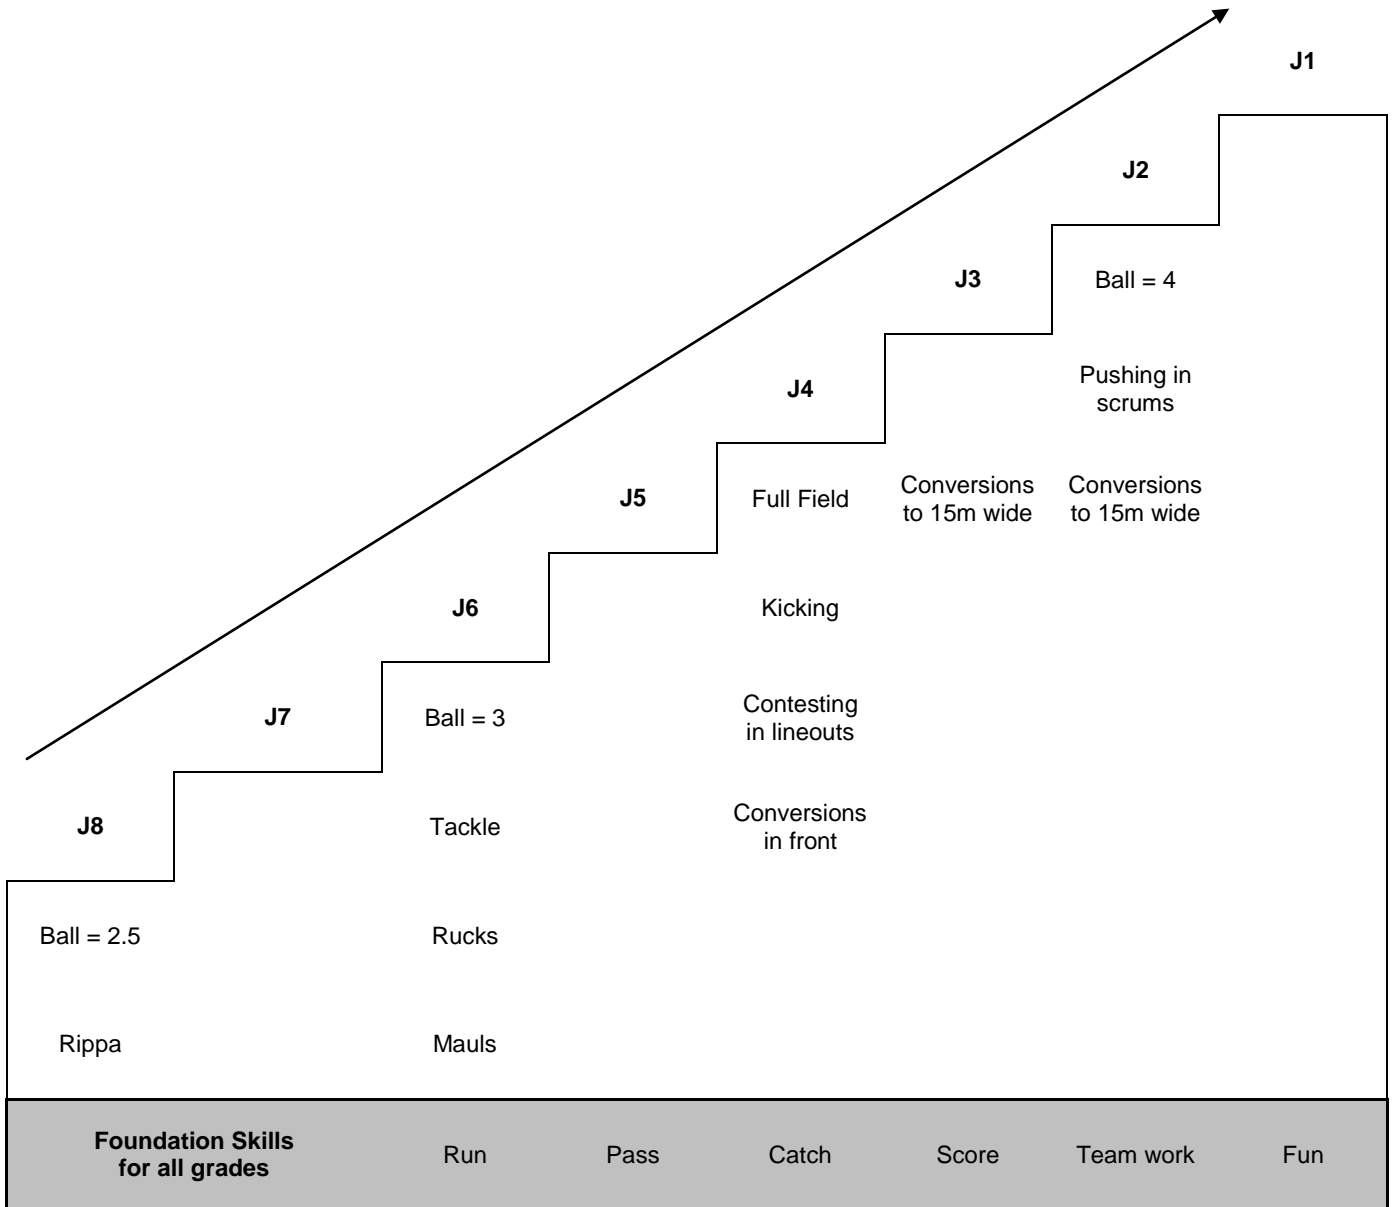 J1
J2
J3
Ball = 4
J4
Pushing in
scrums
J5
Full Field
Conversions
to 15m wide
Conversions
to 15m wide
J6
Kicking
J7
Ball = 3
Contesting
in lineouts
J8
Tackle
Conversions
in front
Ball = 2.5
Rucks
Rippa
Mauls
Foundation Skills
for all grades
Run
Pass
Catch
Score
Team work
Fun